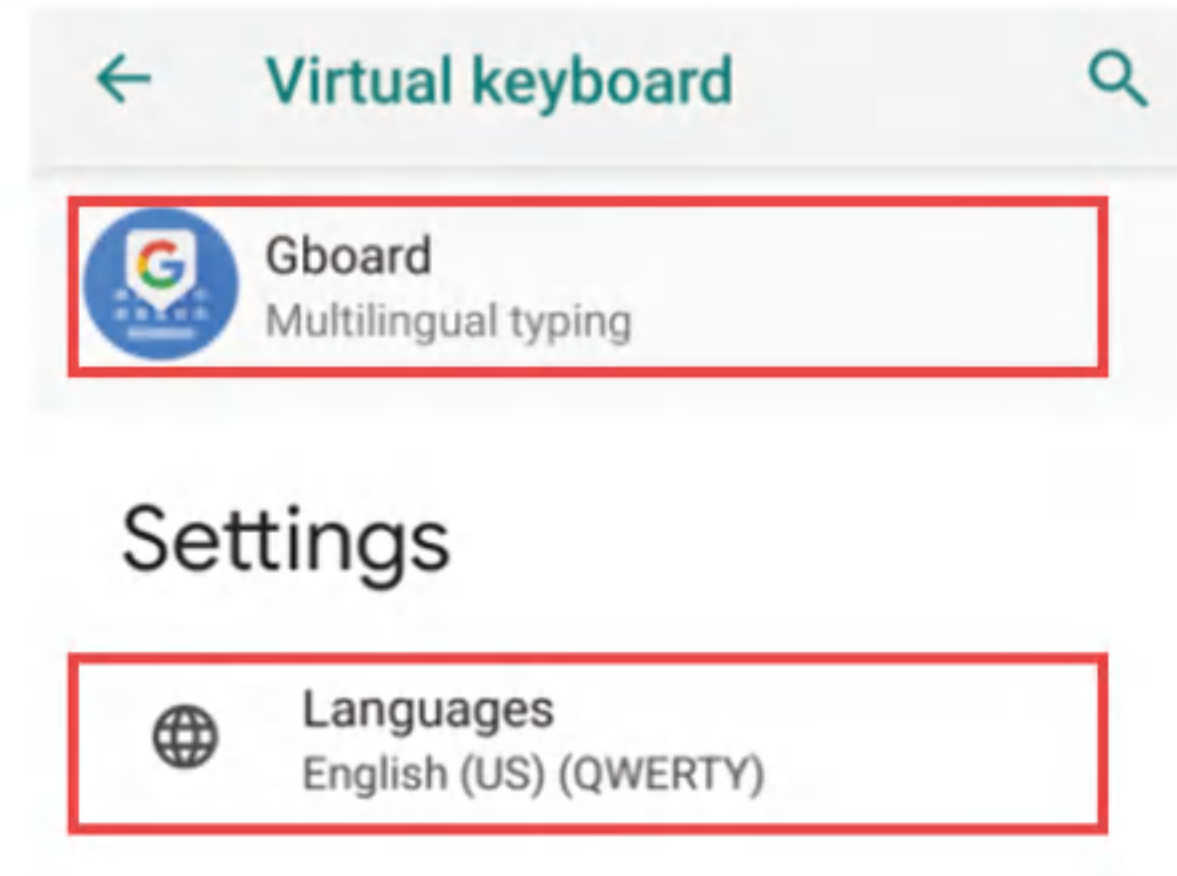 Virtual keyboard
Gboard
Multilingual typing
Settings
Languages
English (US) (QWERTY)